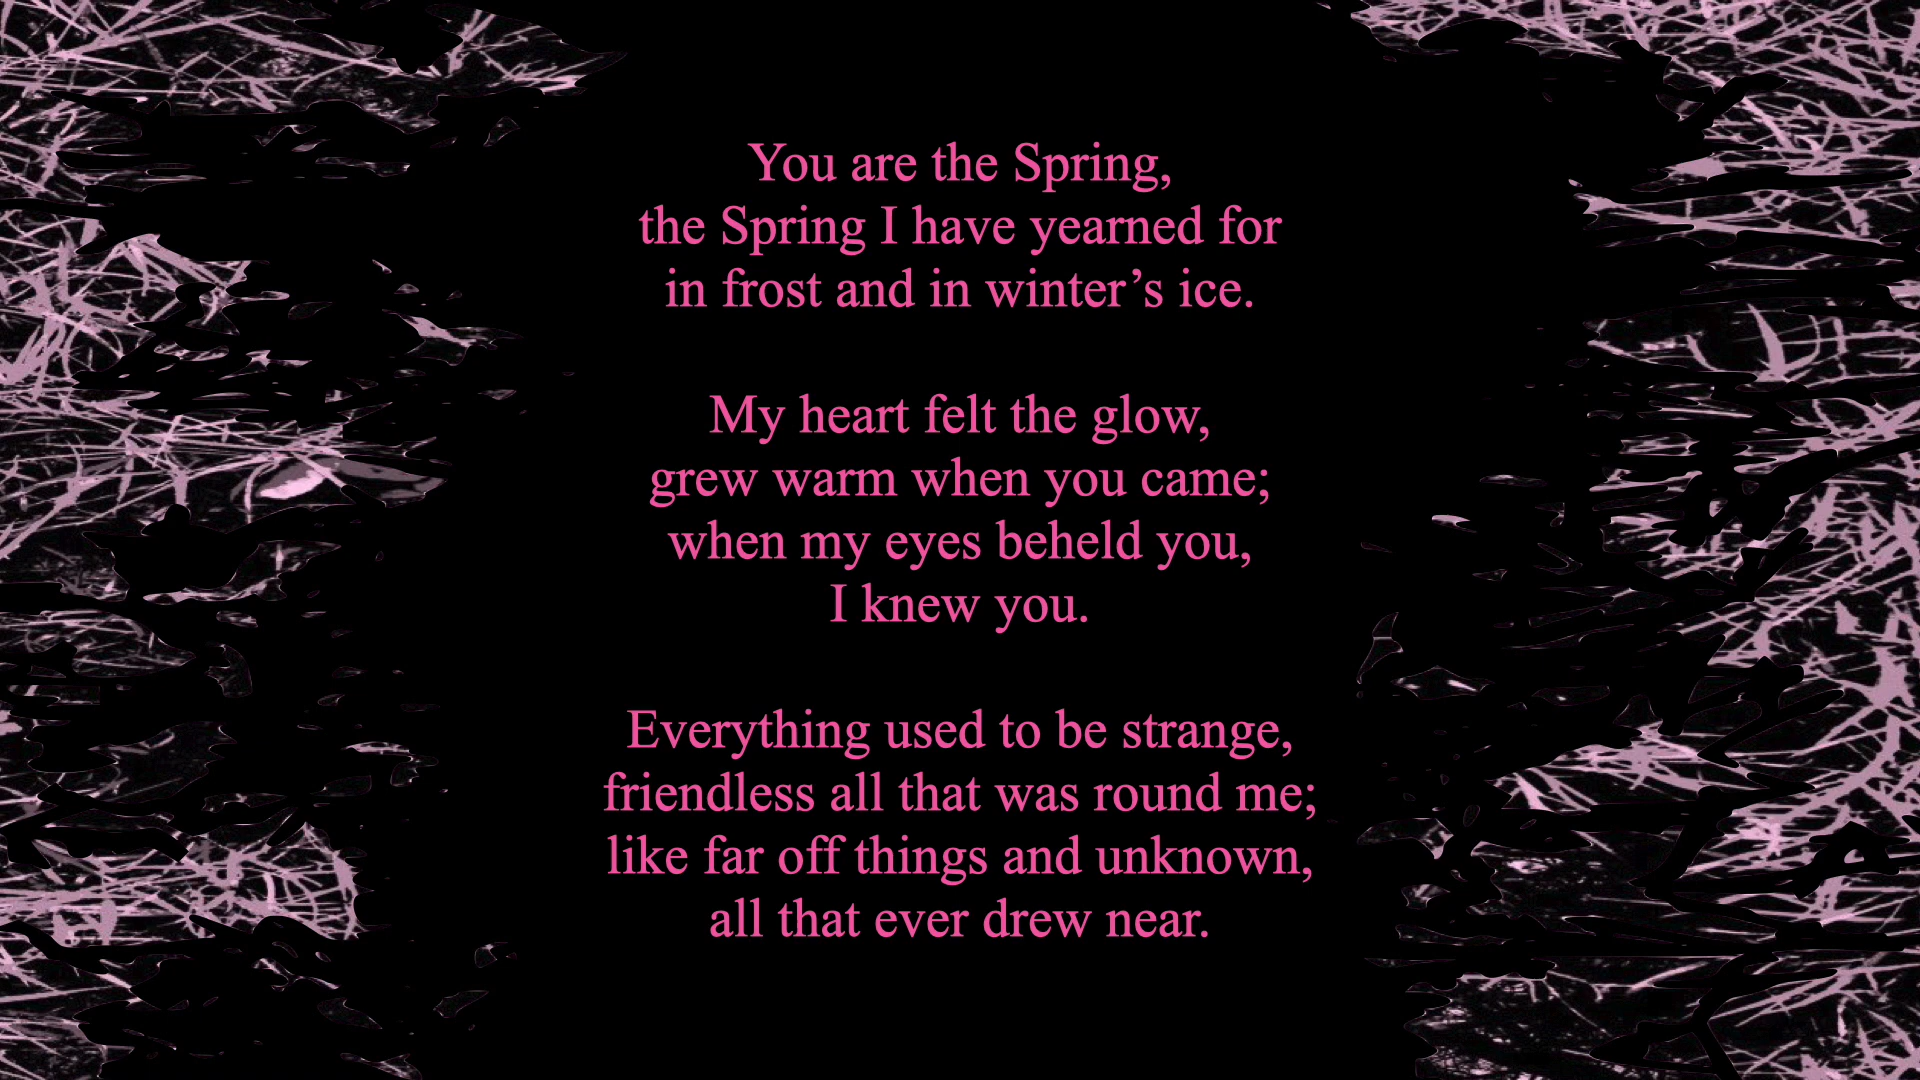 You are the Spring,
the Spring I have yearned for
in frost and in winter’s ice.
My heart felt the glow,
grew warm when you came;
when my eyes beheld you,
I knew you.
Everything used to be strange,
friendless all that was round me;
like far off things and unknown,
all that ever drew near.